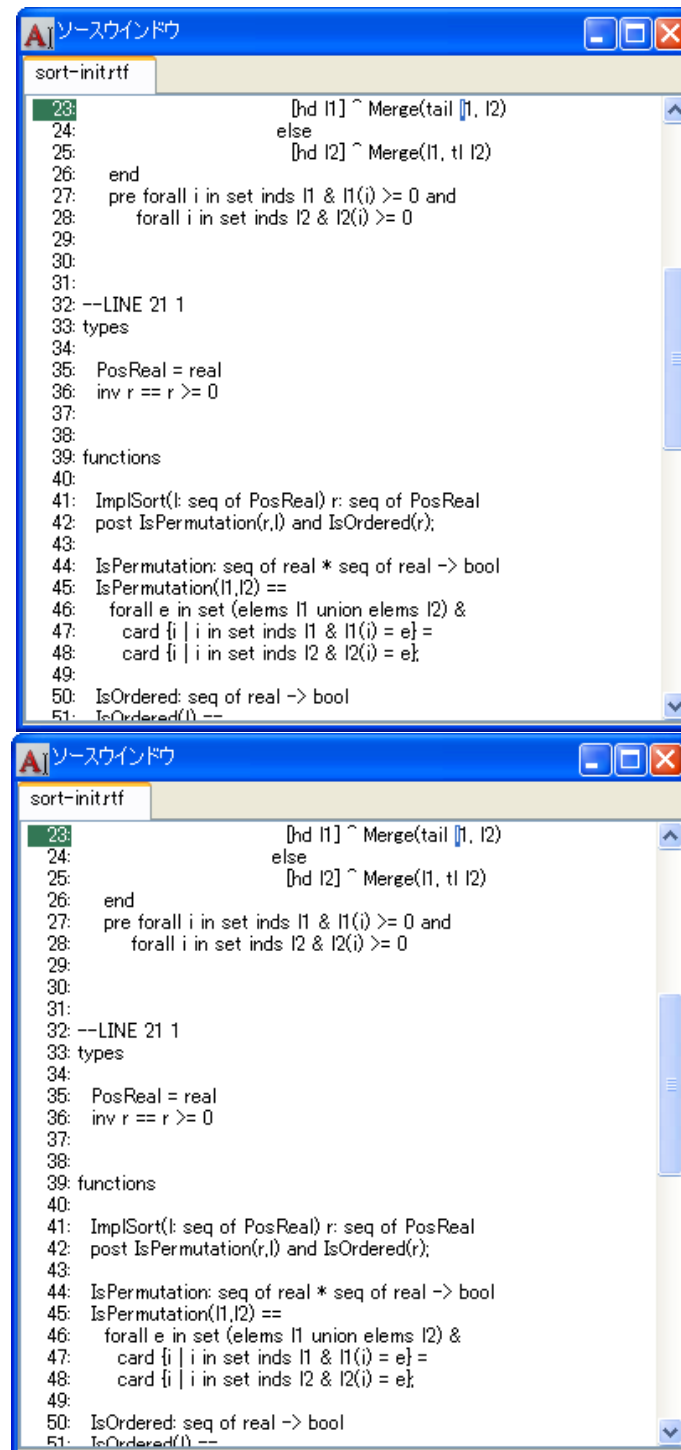 ソースウインドウ
sort-init.rtf
23: [hd l1] ^ Merge(tail l1, l2)
24: else
25: [hd l2] ^ Merge(l1, tl l2)
26: end
27: pre forall i in set inds l1 & l1(i) >= 0 and
28: forall i in set inds l2 & l2(i) >= 0
29:
30:
31:
32: --LINE 21 1
33: types
34:
35: PosReal = real
36: inv r == r >= 0
37:
38:
39: functions
40:
41: ImplSort(l: seq of PosReal) r: seq of PosReal
42: post IsPermutation(r,l) and IsOrdered(r);
43:
44: IsPermutation: seq of real * seq of real -> bool
45: IsPermutation(l1,l2) ==
46: forall e in set (elems l1 union elems l2) &
47: card {i | i in set inds l1 & l1(i) = e} =
48: card {i | i in set inds l2 & l2(i) = e};
49:
50: IsOrdered: seq of real -> bool
51: IsOrdered(l) ==
ソースウインドウ
sort-init.rtf
23: [hd l1] ^ Merge(tail l1, l2)
24: else
25: [hd l2] ^ Merge(l1, tl l2)
26: end
27: pre forall i in set inds l1 & l1(i) >= 0 and
28: forall i in set inds l2 & l2(i) >= 0
29:
30:
31:
32: --LINE 21 1
33: types
34:
35: PosReal = real
36: inv r == r >= 0
37:
38:
39: functions
40:
41: ImplSort(l: seq of PosReal) r: seq of PosReal
42: post IsPermutation(r,l) and IsOrdered(r);
43:
44: IsPermutation: seq of real * seq of real -> bool
45: IsPermutation(l1,l2) ==
46: forall e in set (elems l1 union elems l2) &
47: card {i | i in set inds l1 & l1(i) = e} =
48: card {i | i in set inds l2 & l2(i) = e};
49:
50: IsOrdered: seq of real -> bool
51: IsOrdered(l) ==